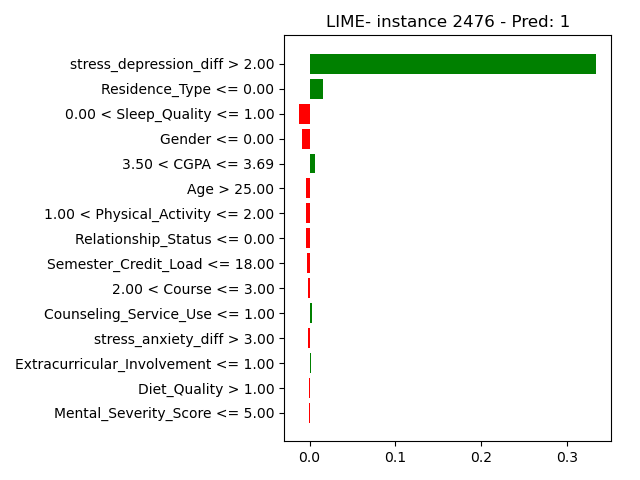 LIME- instance 2476 - Pred: 1
stress_depression_diff > 2.00
Residence_Type <= 0.00
0.00 < Sleep_Quality <= 1.00
Gender <= 0.00
3.50 < CGPA <= 3.69
Age > 25.00
1.00 < Physical_Activity <= 2.00
Relationship_Status <= 0.00
Semester_Credit_Load <= 18.00
2.00 < Course <= 3.00
Counseling_Service_Use <= 1.00
stress_anxiety_diff > 3.00
Extracurricular_Involvement <= 1.00
Diet_Quality > 1.00
Mental_Severity_Score <= 5.00
0.0 0.1 0.2 0.3